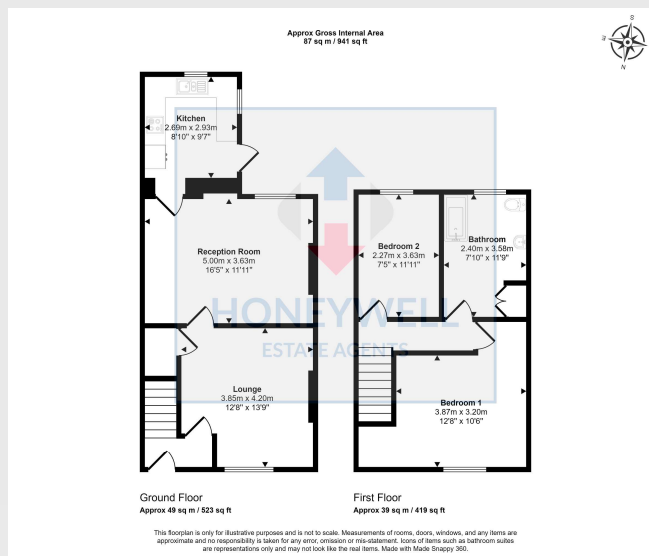 Approx Gross Internal Area
87 sq m / 941 sq ft
S
E
N
Kitchen
2.69m x 2.93m
8'10" x 9'7"
Reception Room
5.00m x 3.63m
16'5" x 11'11"
Bedroom 2
2.27m x 3.63m
7'5" x 11'11"
Bathroom
2.40m x 3.58m
7'10" x 11'9"
HONEYWELL
ESTATE AGENTS
Lounge
3.85m x 4.20m
12'8" x 13'9"
Bedroom 1
3.87m x 3.20m
12'8" x 10'6"
Ground Floor
Approx 49 sq m / 523 sq ft
First Floor
Approx 39 sq m / 419 sq ft
This floorplan is only for illustrative purposes and is not to scale. Measurements of rooms, doors, windows, and any items are
approximate and no responsibility is taken for any error, omission or mis-statement. Icons of items such as bathroom suites
are representations only and may not look like the real items. Made with Made Snappy 360.